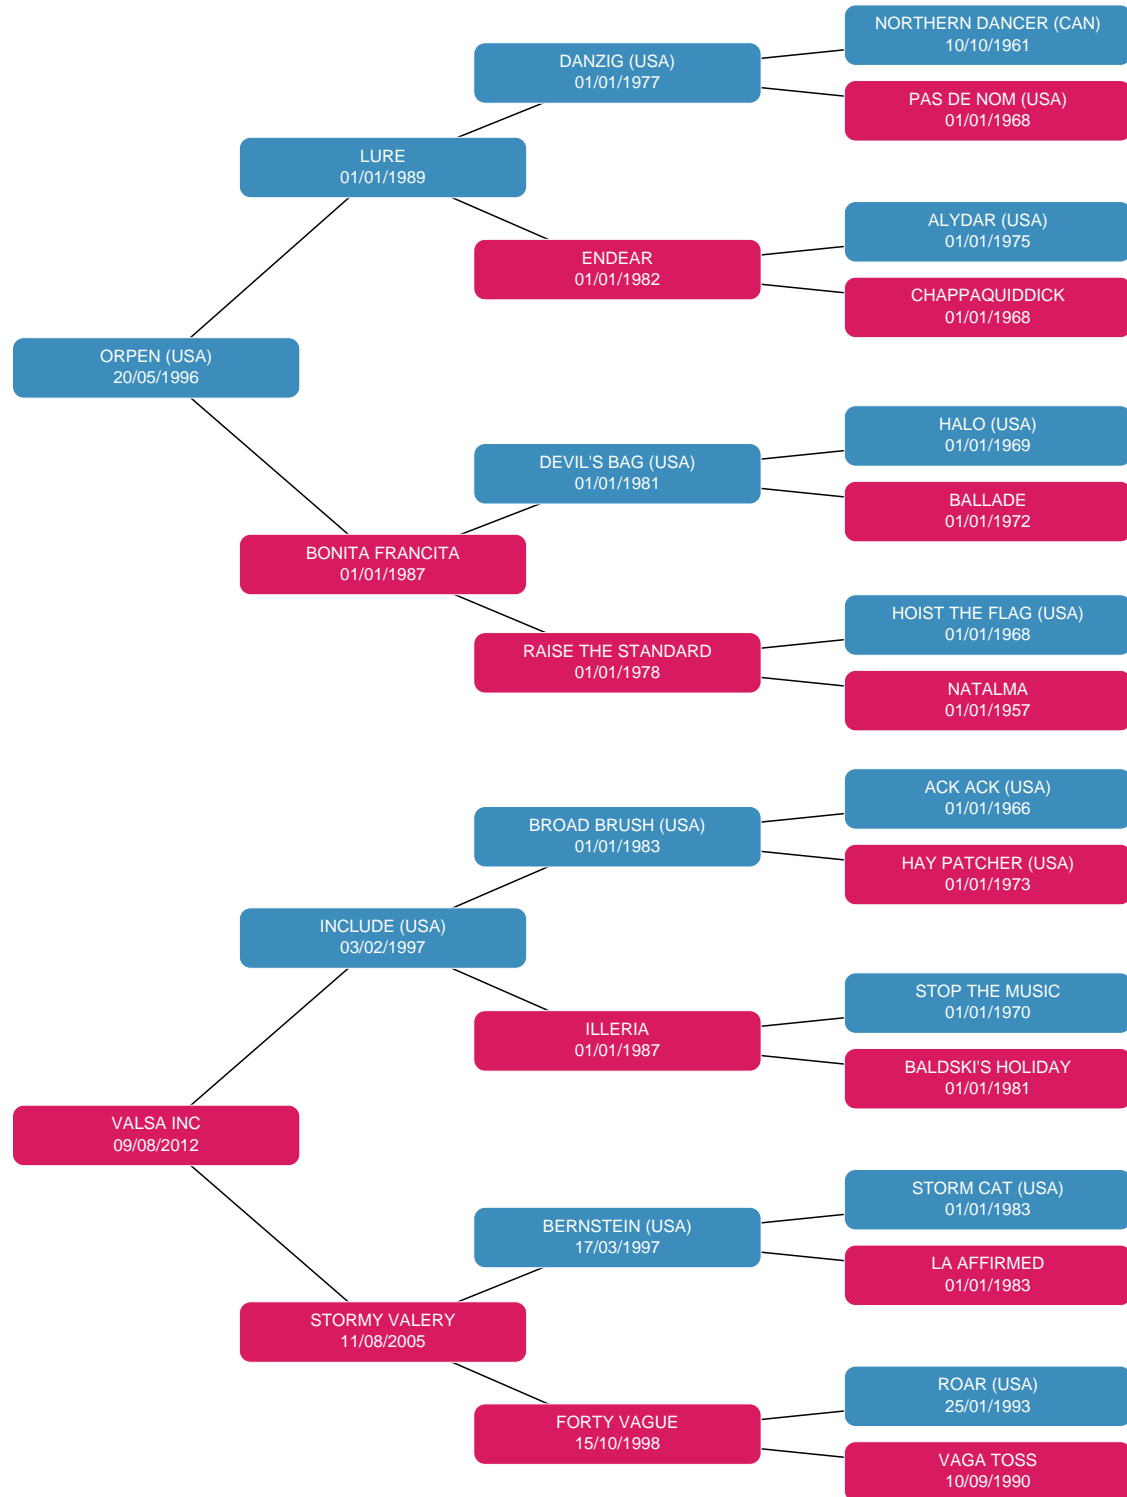 NORTHERN DANCER (CAN)
10/10/1961
DANZIG (USA)
01/01/1977
PAS DE NOM (USA)
01/01/1968
LURE
01/01/1989
ALYDAR (USA)
01/01/1975
ENDEAR
01/01/1982
CHAPPAQUIDDICK
01/01/1968
ORPEN (USA)
20/05/1996
HALO (USA)
01/01/1969
DEVIL'S BAG (USA)
01/01/1981
BALLADE
01/01/1972
BONITA FRANCITA
01/01/1987
HOIST THE FLAG (USA)
01/01/1968
RAISE THE STANDARD
01/01/1978
NATALMA
01/01/1957
ACK ACK (USA)
01/01/1966
BROAD BRUSH (USA)
01/01/1983
HAY PATCHER (USA)
01/01/1973
INCLUDE (USA)
03/02/1997
STOP THE MUSIC
01/01/1970
ILLERIA
01/01/1987
BALDSKI'S HOLIDAY
01/01/1981
VALSA INC
09/08/2012
STORM CAT (USA)
01/01/1983
BERNSTEIN (USA)
17/03/1997
LA AFFIRMED
01/01/1983
STORMY VALERY
11/08/2005
ROAR (USA)
25/01/1993
FORTY VAGUE
15/10/1998
VAGA TOSS
10/09/1990